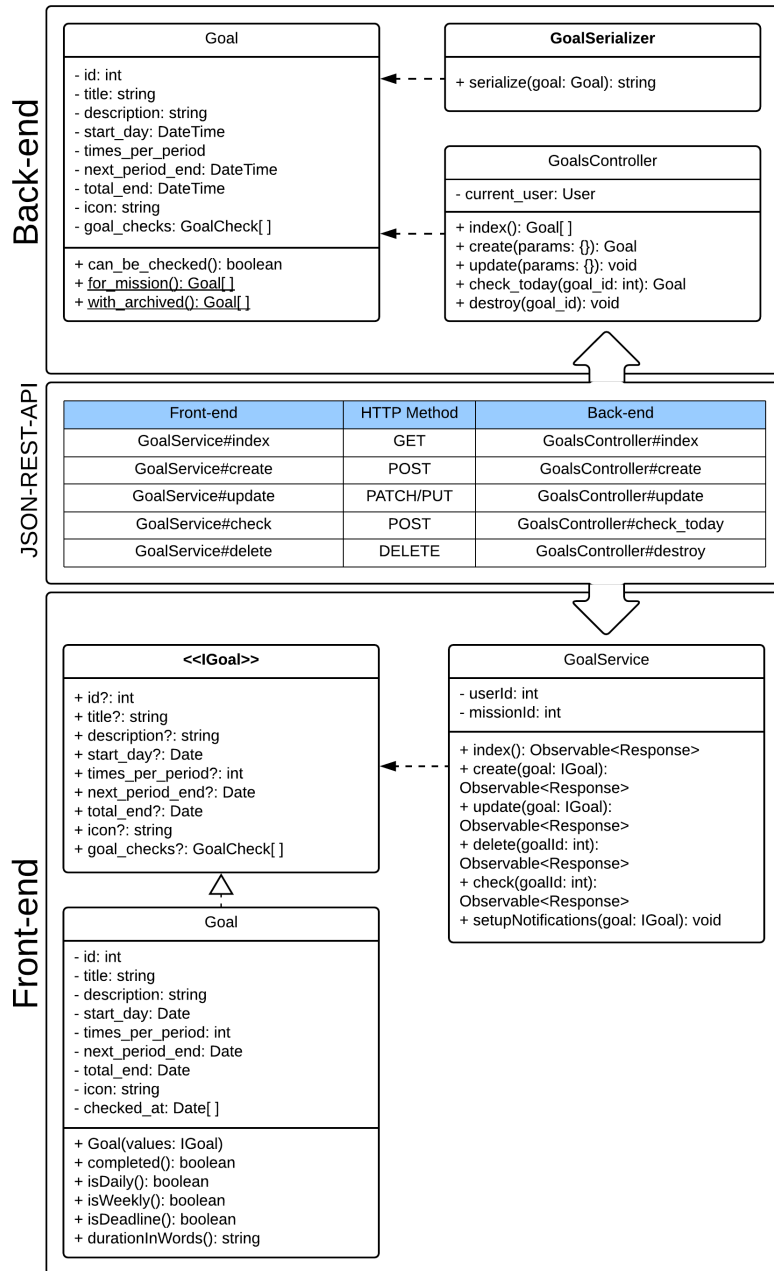 Back-end
Goal
- id: int
- title: string
- description: string
- start_day: DateTime
- times_per_period
- next_period_end: DateTime
- total_end: DateTime
- icon: string
- goal_checks: GoalCheck[ ]
+ can_be_checked(): boolean
+ for_mission(): Goal[ ]
+ with_archived(): Goal[ ]
GoalSerializer
+ serialize(goal: Goal): string
GoalsController
- current_user: User
+ index(): Goal[ ]
+ create(params: {}): Goal
+ update(params: {}): void
+ check_today(goal_id: int): Goal
+ destroy(goal_id): void
JSON-REST-API
Front-end HTTP Method Back-end
GoalService#index GET GoalsController#index
GoalService#create POST GoalsController#create
GoalService#update PATCH/PUT GoalsController#update
GoalService#check POST GoalsController#check_today
GoalService#delete DELETE GoalsController#destroy
Front-end
<<IGoal>>
+ id?: int
+ title?: string
+ description?: string
+ start_day?: Date
+ times_per_period?: int
+ next_period_end?: Date
+ total_end?: Date
+ icon?: string
+ goal_checks?: GoalCheck[ ]
GoalService
- userId: int
- missionId: int
+ index(): Observable<Response>
+ create(goal: IGoal):
Observable<Response>
+ update(goal: IGoal):
Observable<Response>
+ delete(goalId: int):
Observable<Response>
+ check(goalId: int):
Observable<Response>
+ setupNotifications(goal: IGoal): void
Goal
- id: int
- title: string
- description: string
- start_day: Date
- times_per_period: int
- next_period_end: Date
- total_end: Date
- icon: string
- checked_at: Date[ ]
+ Goal(values: IGoal)
+ completed(): boolean
+ isDaily(): boolean
+ isWeekly(): boolean
+ isDeadline(): boolean
+ durationInWords(): string